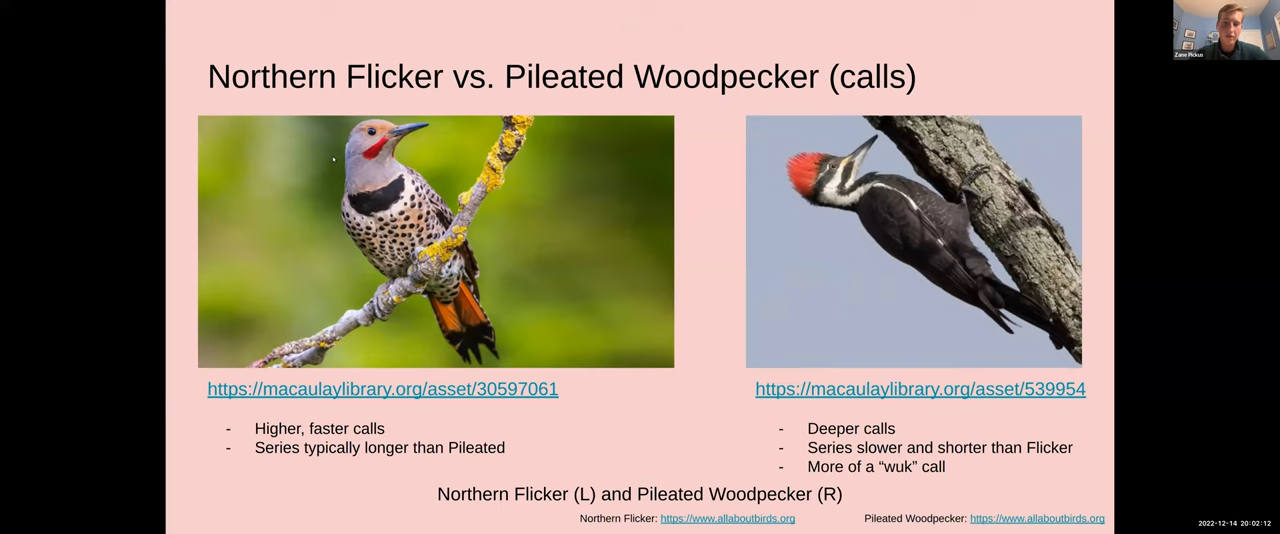 Northern Flicker vs. Pileated Woodpecker (calls)
Zane Pickus
https://macaulaylibrary.org/asset/30597061
https://macaulaylibrary.org/asset/539954
- Higher, faster calls
- Series typically longer than Pileated
- Deeper calls
- Series slower and shorter than Flicker
- More of a “wuk” call
Northern Flicker (L) and Pileated Woodpecker (R)
Northern Flicker: https://www.allaboutbirds.org
Pileated Woodpecker: https://www.allaboutbirds.org
2022-12-14 20:02:12